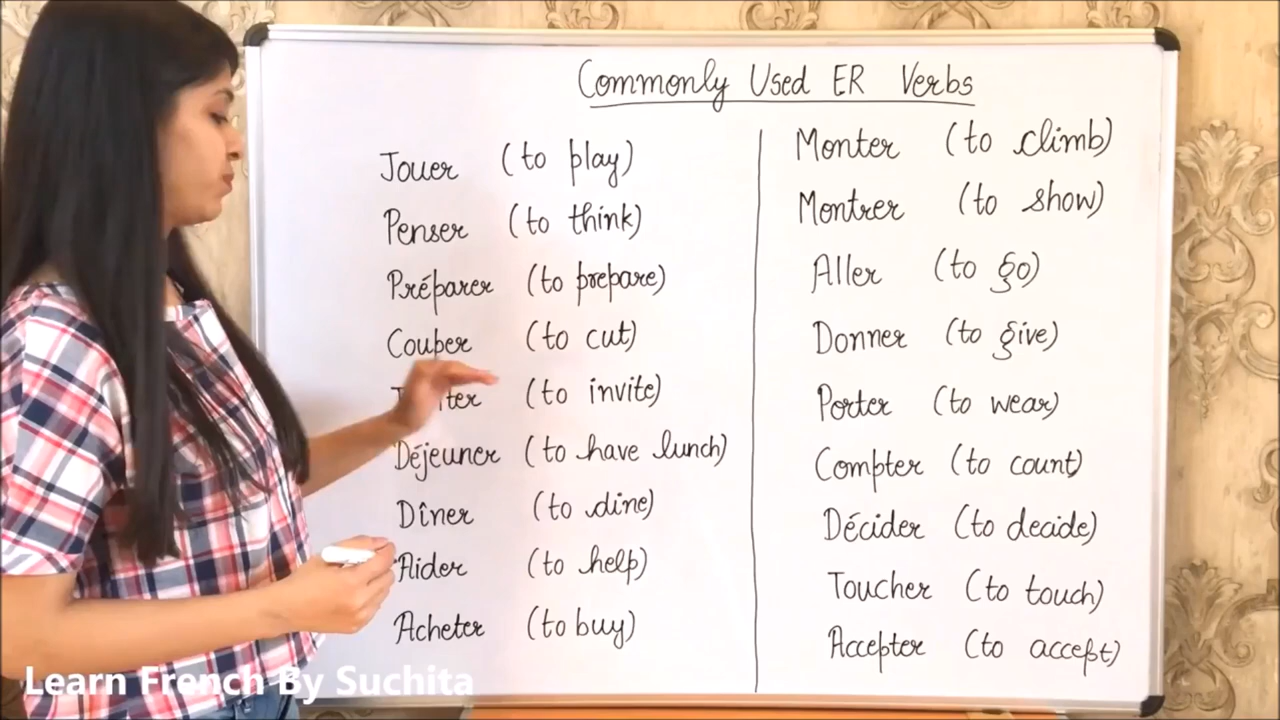 Commonly Used ER Verbs
Jouer (to play)
Penser (to think)
Préparer (to prepare)
Couper (to cut)
(to invite)
Déjeuner (to have lunch)
Dîner (to dine)
Aider (to help)
Acheter (to buy)
Monter (to climb)
Montrer (to show)
Aller (to go)
Donner (to give)
Porter (to wear)
Compter (to count)
Décider (to decide)
Toucher (to touch)
Accepter (to accept)
Learn French By Suchita